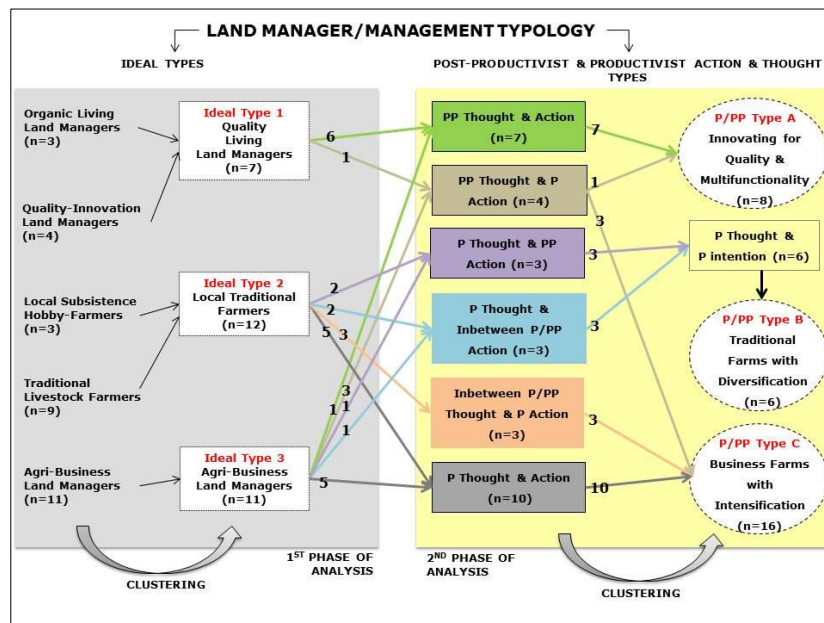 LAND MANAGER/MANAGEMENT TYPOLOGY
IDEAL TYPES
POST-PRODUCTIVIST & PRODUCTIVIST ACTION & THOUGHT
TYPES
Organic Living
Land Managers
(n=3)
Quality-Innovation
Land Managers
(n=4)
Local Subsistence
Hobby-Farmers
(n=3)
Traditional
Livestock Farmers
(n=9)
Agri-Business
Land Managers
(n=11)
Ideal Type 1
Quality
Living
Land Managers
(n=7)
Ideal Type 2
Local Traditional
Farmers
(n=12)
Ideal Type 3
Agri-Business
Land Managers
(n=11)
6
1
2
2
5 3
3
1 1
1
5
PP Thought & Action
(n=7)
PP Thought & P
Action (n=4)
P Thought & PP
Action (n=3)
P Thought &
Inbetween P/PP
Action (n=3)
Inbetween P/PP
Thought & P Action
(n=3)
P Thought & Action
(n=10)
7
1
3
3
3
3
10
P/PP Type A
Innovating for
Quality &
Multifunctionality
(n=8)
P Thought &
P intention (n=6)
P/PP Type B
Traditional
Farms with
Diversification
(n=6)
P/PP Type C
Business Farms
with
Intensification
(n=16)
CLUSTERING
1ST PHASE OF
ANALYSIS
2ND PHASE OF
ANALYSIS
CLUSTERING